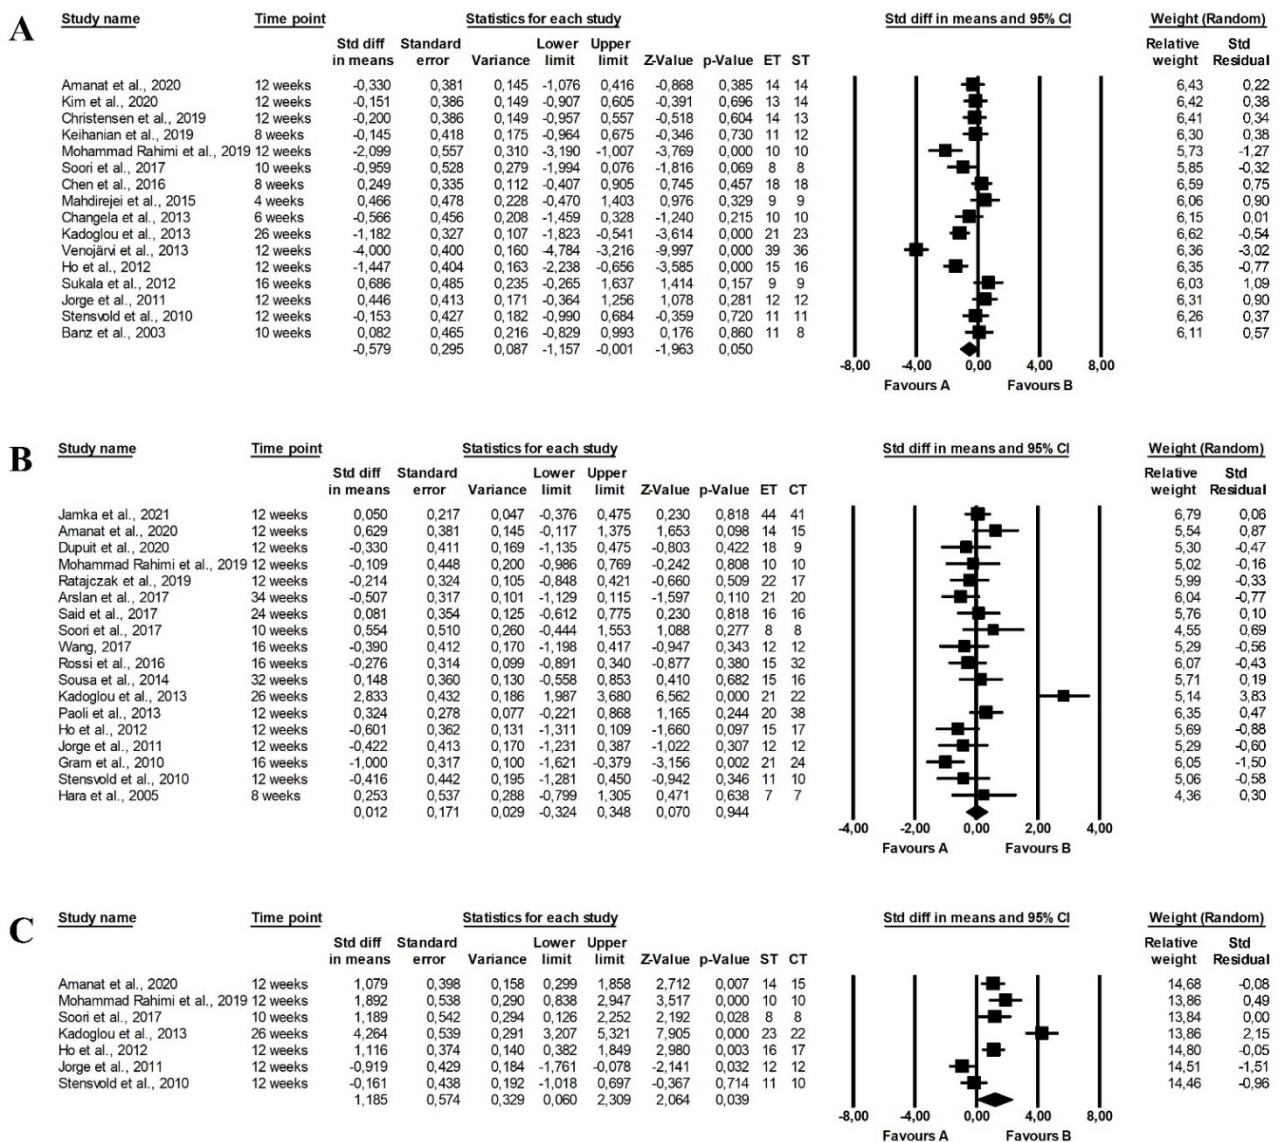 A
Study name Time point Statistics for each study Std diff in means and 95% CI Weight (Random)
Std diff Standard Lower Upper Relative Std
in means error Variance limit limit Z-Value p-Value ET ST weight Residual
Amanat et al., 2020 12 weeks -0,330 0,381 0,145 -1,076 0,416 -0,868 0,385 14 14 6,43 0,22
Kim et al., 2020 12 weeks -0,151 0,386 0,149 -0,907 0,605 -0,391 0,696 13 14 6,42 0,38
Christensen et al., 2019 12 weeks -0,200 0,386 0,149 -0,957 0,557 -0,518 0,604 14 13 6,41 0,34
Keihanian et al., 2019 8 weeks -0,145 0,418 0,175 -0,964 0,675 -0,346 0,730 11 12 6,30 0,38
Mohammad Rahimi et al., 2019 12 weeks -2,099 0,557 0,310 -3,190 -1,007 -3,769 0,000 10 10 5,73 -1,27
Soori et al., 2017 10 weeks -0,959 0,528 0,279 -1,994 0,076 -1,816 0,069 8 8 5,85 -0,32
Chen et al., 2016 8 weeks 0,249 0,335 0,112 -0,407 0,905 0,745 0,457 18 18 6,59 0,75
Mahdirejei et al., 2015 4 weeks 0,466 0,478 0,228 -0,470 1,403 0,976 0,329 9 9 6,06 0,90
Changela et al., 2013 6 weeks -0,566 0,456 0,208 -1,459 0,328 -1,240 0,215 10 10 6,15 0,01
Kadoglou et al., 2013 26 weeks -1,182 0,327 0,107 -1,823 -0,541 -3,614 0,000 21 23 6,62 -0,54
Venojärvi et al., 2013 12 weeks -4,000 0,400 0,160 -4,784 -3,216 -9,997 0,000 39 36 6,36 -3,02
Ho et al., 2012 12 weeks -1,447 0,404 0,163 -2,238 -0,656 -3,585 0,000 15 16 6,35 -0,77
Sukala et al., 2012 16 weeks 0,686 0,485 0,235 -0,265 1,637 1,414 0,157 9 9 6,03 1,09
Jorge et al., 2011 12 weeks 0,446 0,413 0,171 -0,364 1,256 1,078 0,281 12 12 6,31 0,90
Stensvold et al., 2010 12 weeks -0,153 0,427 0,182 -0,990 0,684 -0,359 0,720 11 11 6,26 0,37
Banz et al., 2003 10 weeks 0,082 0,465 0,216 -0,829 0,993 0,176 0,860 11 8 6,11 0,57
-0,579 0,295 0,087 -1,157 -0,001 -1,963 0,050
-8,00 -4,00 0,00 4,00 8,00
Favours A Favours B
B
Study name Time point Statistics for each study Std diff in means and 95% CI Weight (Random)
Std diff Standard Lower Upper Relative Std
in means error Variance limit limit Z-Value p-Value ET CT weight Residual
Jamka et al., 2021 12 weeks 0,050 0,217 0,047 -0,376 0,475 0,230 0,818 44 41 6,79 0,06
Amanat et al., 2020 12 weeks 0,629 0,381 0,145 -0,117 1,375 1,653 0,098 14 15 5,54 0,87
Dupuit et al., 2020 12 weeks -0,330 0,411 0,169 -1,135 0,475 -0,803 0,422 18 9 5,30 -0,47
Mohammad Rahimi et al., 2019 12 weeks -0,109 0,448 0,200 -0,986 0,769 -0,242 0,808 10 10 5,02 -0,16
Ratajczak et al., 2019 12 weeks -0,214 0,324 0,105 -0,848 0,421 -0,660 0,509 22 17 5,99 -0,33
Arslan et al., 2017 34 weeks -0,507 0,317 0,101 -1,129 0,115 -1,597 0,110 21 20 6,04 -0,77
Said et al., 2017 24 weeks 0,081 0,354 0,125 -0,612 0,775 0,230 0,818 16 16 5,76 0,10
Soori et al., 2017 10 weeks 0,554 0,510 0,260 -0,444 1,553 1,088 0,277 8 8 4,55 0,69
Wang, 2017 16 weeks -0,390 0,412 0,170 -1,198 0,417 -0,947 0,343 12 12 5,29 -0,56
Rossi et al., 2016 16 weeks -0,276 0,314 0,099 -0,891 0,340 -0,877 0,380 15 32 6,07 -0,43
Sousa et al., 2014 32 weeks 0,148 0,360 0,130 -0,558 0,853 0,410 0,682 15 16 5,71 0,19
Kadoglou et al., 2013 26 weeks 2,833 0,432 0,186 1,987 3,680 6,562 0,000 21 22 5,14 3,83
Paoli et al., 2013 12 weeks 0,324 0,278 0,077 -0,221 0,868 1,165 0,244 20 38 6,35 0,47
Ho et al., 2012 12 weeks -0,601 0,362 0,131 -1,311 0,109 -1,660 0,097 15 17 5,69 -0,88
Jorge et al., 2011 12 weeks -0,422 0,413 0,170 -1,231 0,387 -1,022 0,307 12 12 5,29 -0,60
Gram et al., 2010 16 weeks -1,000 0,317 0,100 -1,621 -0,379 -3,156 0,002 21 24 6,05 -1,50
Stensvold et al., 2010 12 weeks -0,416 0,442 0,195 -1,281 0,450 -0,942 0,346 11 10 5,06 -0,58
Hara et al., 2005 8 weeks 0,253 0,537 0,288 -0,799 1,305 0,471 0,638 7 7 4,36 0,30
0,012 0,171 0,029 -0,324 0,348 0,070 0,944
-4,00 -2,00 0,00 2,00 4,00
Favours A Favours B
C
Study name Time point Statistics for each study Std diff in means and 95% CI Weight (Random)
Std diff Standard Lower Upper Relative Std
in means error Variance limit limit Z-Value p-Value ST CT weight Residual
Amanat et al., 2020 12 weeks 1,079 0,398 0,158 0,299 1,858 2,712 0,007 14 15 14,68 -0,08
Mohammad Rahimi et al., 2019 12 weeks 1,892 0,538 0,290 0,838 2,947 3,517 0,000 10 10 13,86 0,49
Soori et al., 2017 10 weeks 1,189 0,542 0,294 0,126 2,252 2,192 0,028 8 8 13,84 0,00
Kadoglou et al., 2013 26 weeks 4,264 0,539 0,291 3,207 5,321 7,905 0,000 23 22 13,86 2,15
Ho et al., 2012 12 weeks 1,116 0,374 0,140 0,382 1,849 2,980 0,003 16 17 14,80 -0,05
Jorge et al., 2011 12 weeks -0,919 0,429 0,184 -1,761 -0,078 -2,141 0,032 12 12 14,51 -1,51
Stensvold et al., 2010 12 weeks -0,161 0,438 0,192 -1,018 0,697 -0,367 0,714 11 10 14,46 -0,96
1,185 0,574 0,329 0,060 2,309 2,064 0,039
-8,00 -4,00 0,00 4,00 8,00
Favours A Favours B